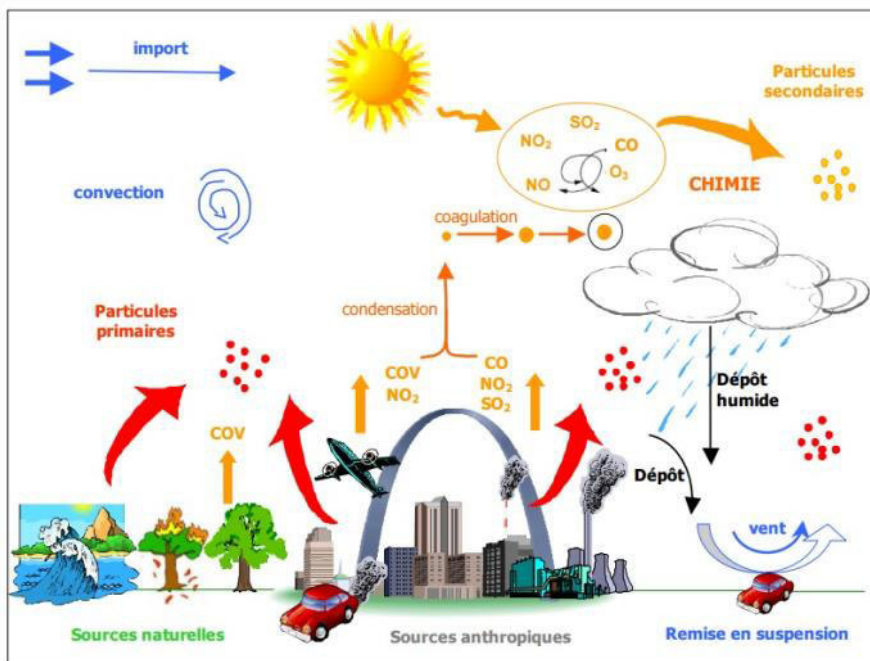 import
Particules
secondaires
SO₂
NO₂
CO
NO
O₃
CHIMIE
convection
coagulation
Particules
primaires
condensation
COV
NO₂
CO
NO₂
SO₂
Dépôt
humide
COV
Dépôt
vent
Sources naturelles
Sources anthropiques
Remise en suspension